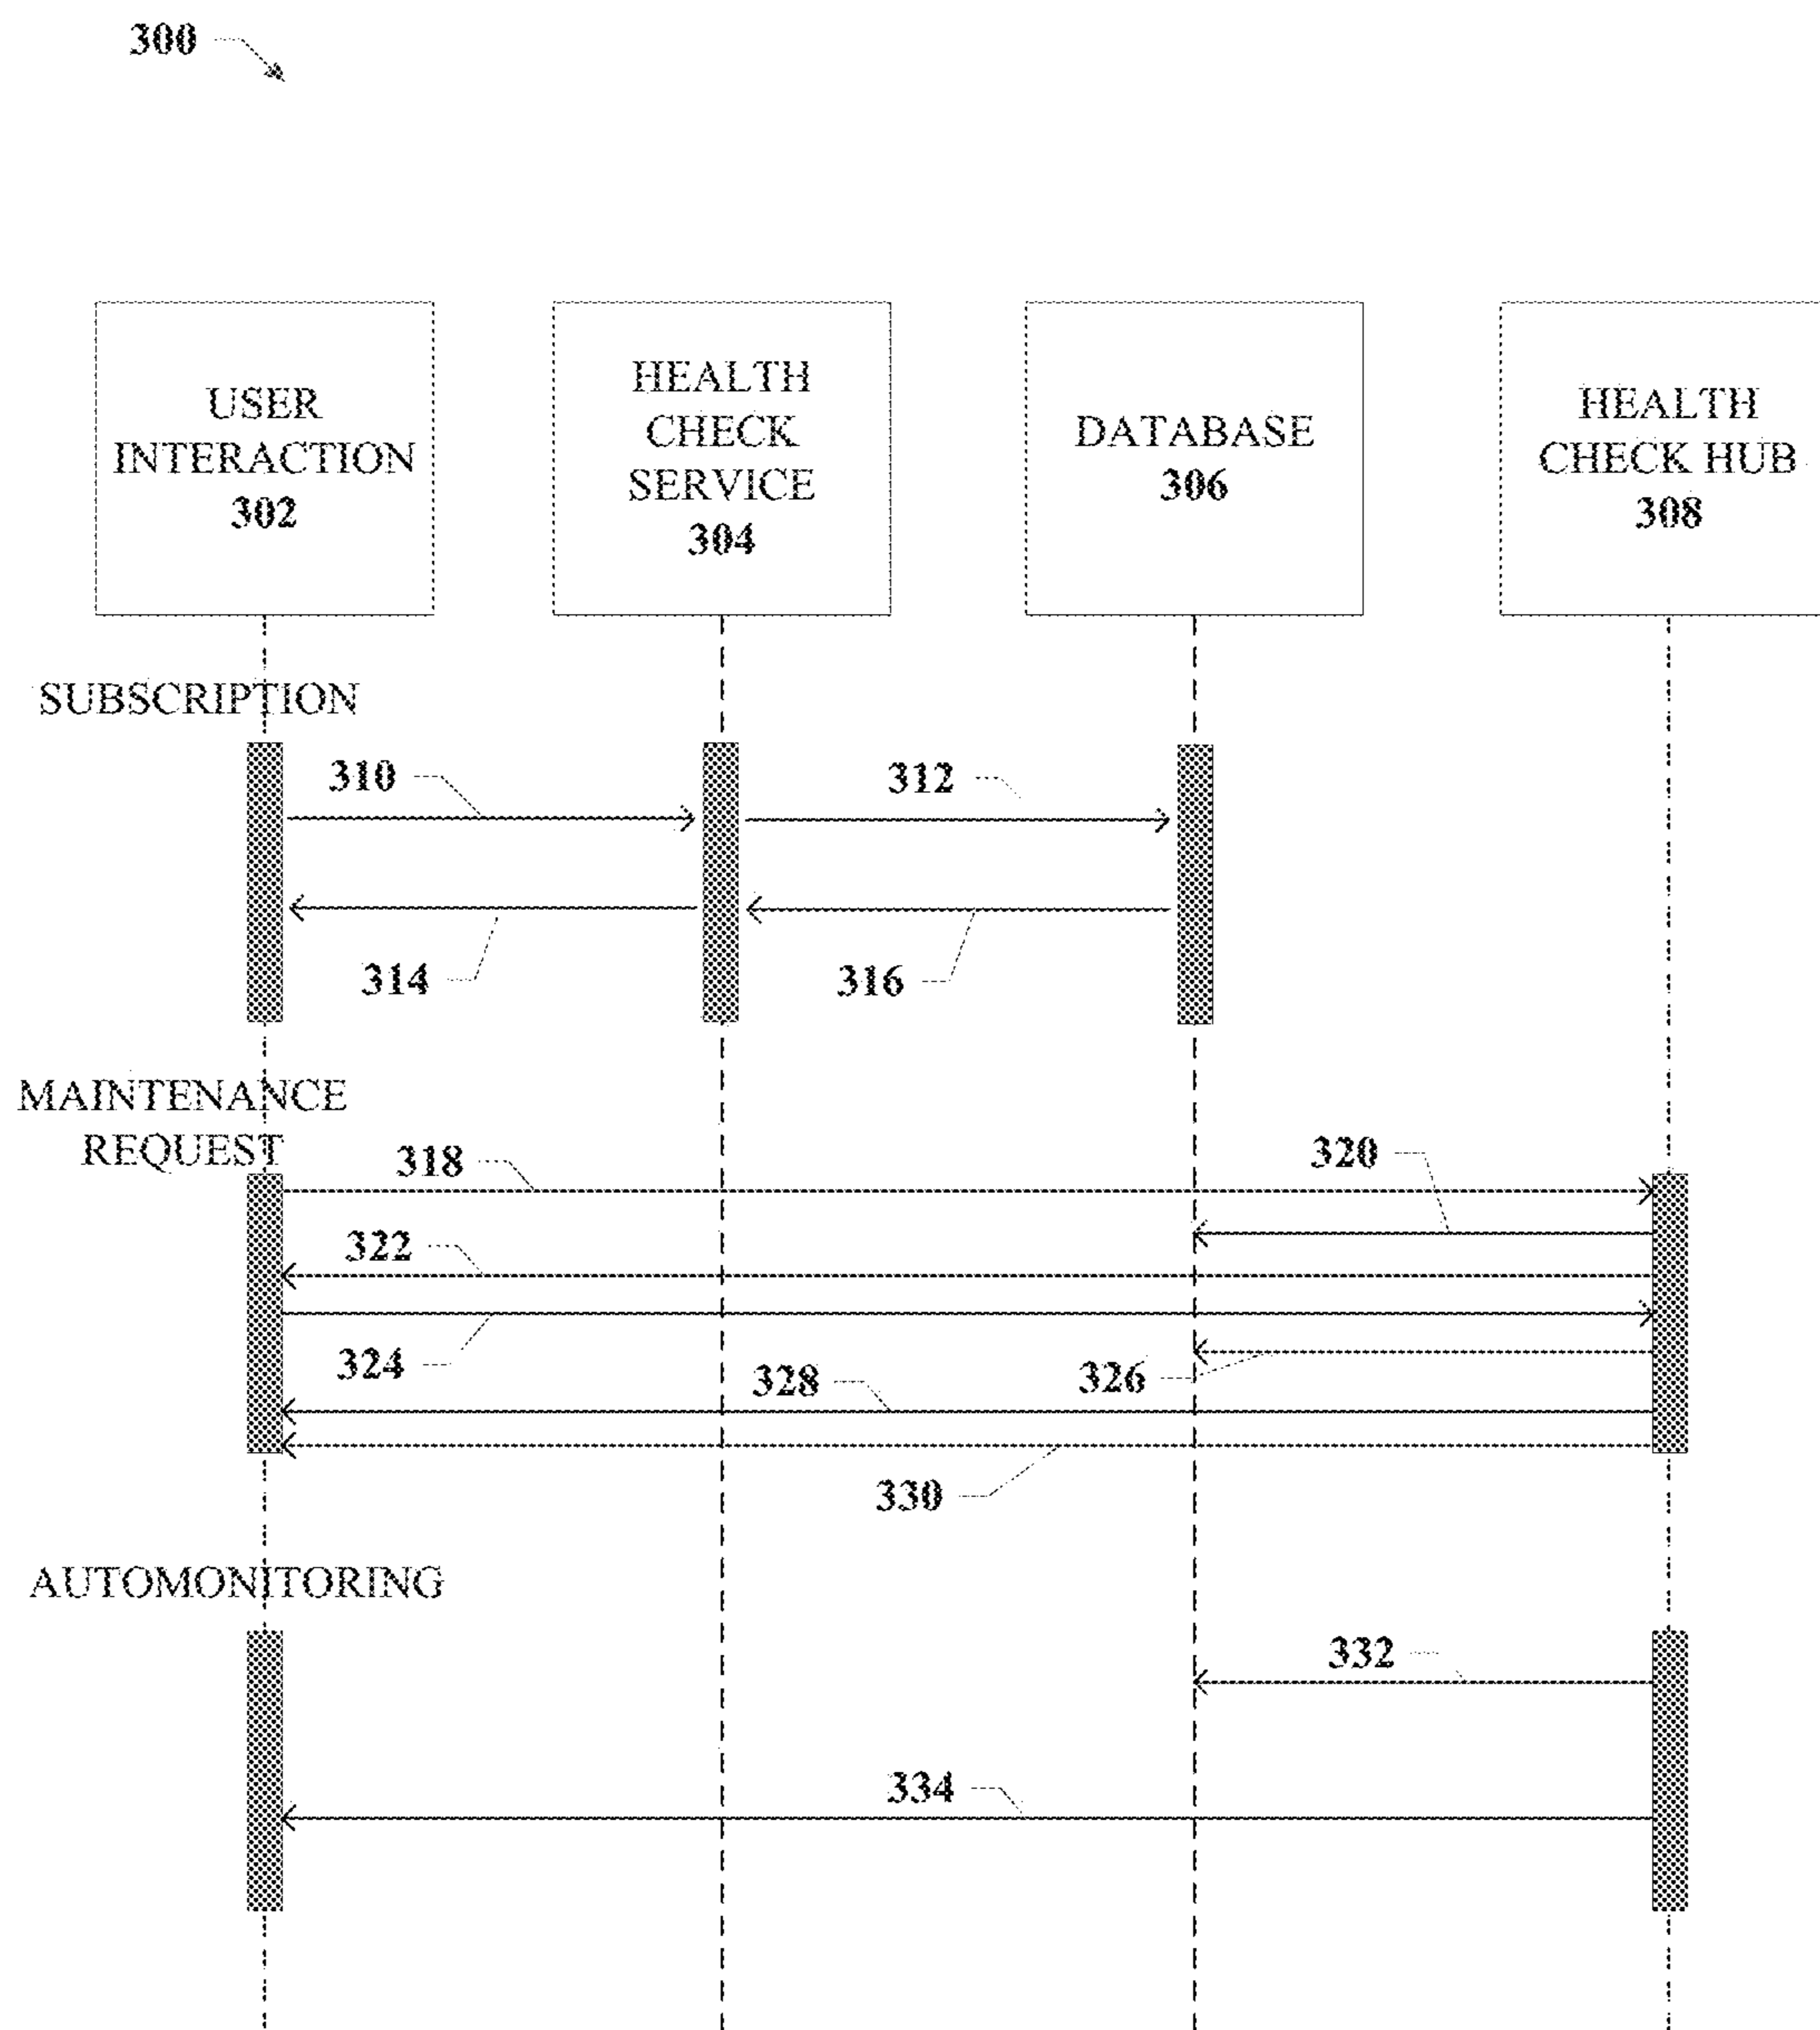 300
USER
INTERACTION
302
HEALTH
CHECK
SERVICE
304
DATABASE
306
HEALTH
CHECK HUB
308
SUBSCRIPTION
310
312
314
316
MAINTENANCE
REQUEST
318
320
322
324
326
328
330
AUTOMONITORING
332
334